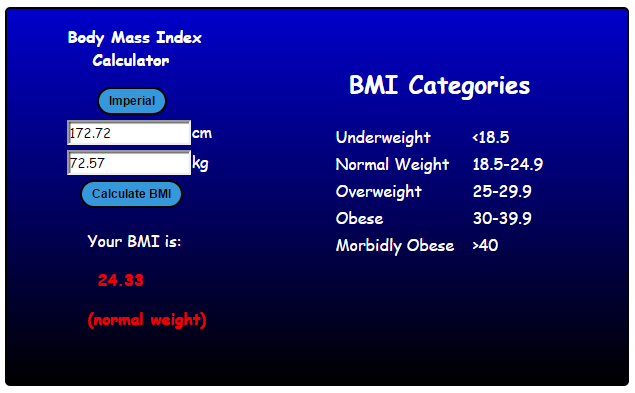 Body Mass Index
Calculator
Imperial
172.72 cm
72.57 kg
Calculate BMI
Your BMI is:
24.33
(normal weight)
BMI Categories
Underweight <18.5
Normal Weight 18.5-24.9
Overweight 25-29.9
Obese 30-39.9
Morbidly Obese >40